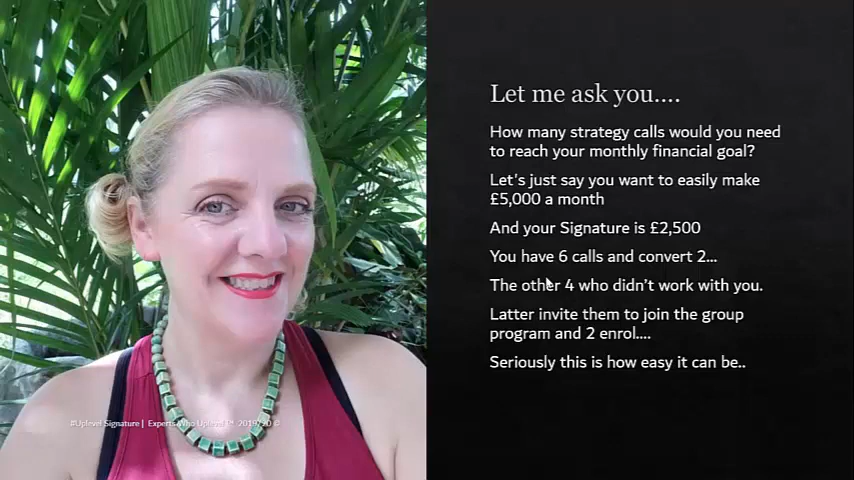 Let me ask you....
How many strategy calls would you need
to reach your monthly financial goal?
Let's just say you want to easily make
£5,000 a month
And your Signature is £2,500
You have 6 calls and convert 2...
The other 4 who didn't work with you.
Latter invite them to join the group
program and 2 enrol....
Seriously this is how easy it can be..
#Uplevel Signature | Experts Who Uplevel